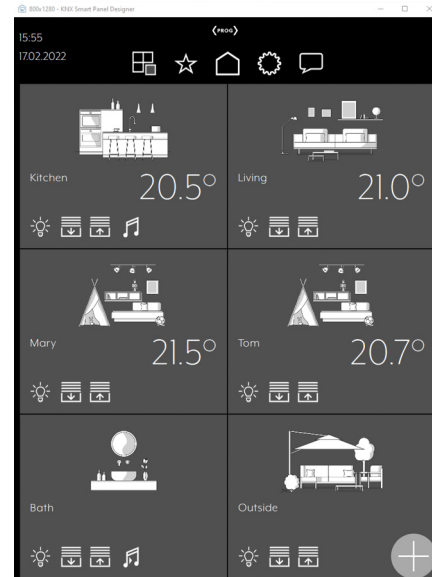 800x1280 - KNX Smart Panel Designer
15:55
(PROG)
17.02.2022
Kitchen
20.5°
Living
21.0°
Mary
21.5°
Tom
20.7°
Bath
Outside